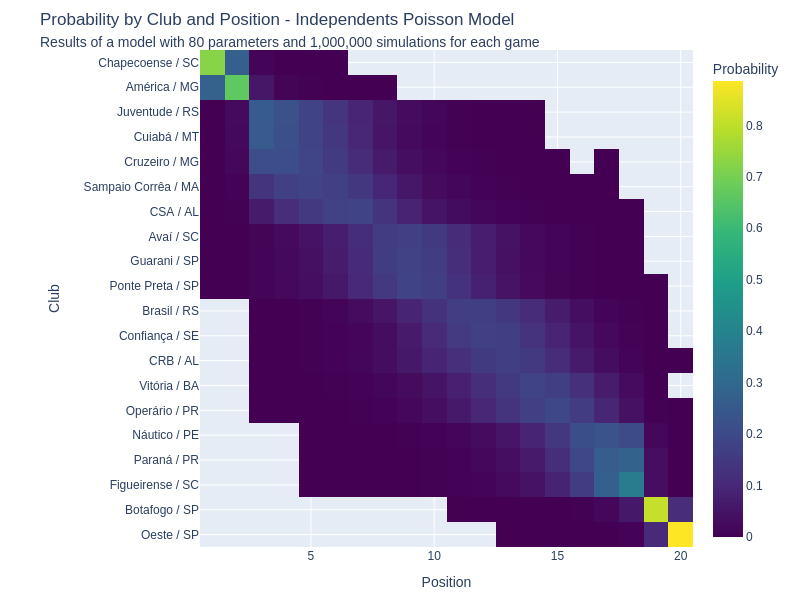 Probability by Club and Position - Independents Poisson Model
Results of a model with 80 parameters and 1,000,000 simulations for each game
Probability
Chapecoense / SC
América / MG
Juventude / RS
Cuiabá / MT
Cruzeiro / MG
Sampaio Corrêa / MA
CSA / AL
Avaí / SC
Guarani / SP
Ponte Preta / SP
Brasil / RS
Confiança / SE
CRB / AL
Vitória / BA
Operário / PR
Náutico / PE
Paraná / PR
Figueirense / SC
Botafogo / SP
Oeste / SP
Club
5 10 15 20
Position
0.8
0.7
0.6
0.5
0.4
0.3
0.2
0.1
0